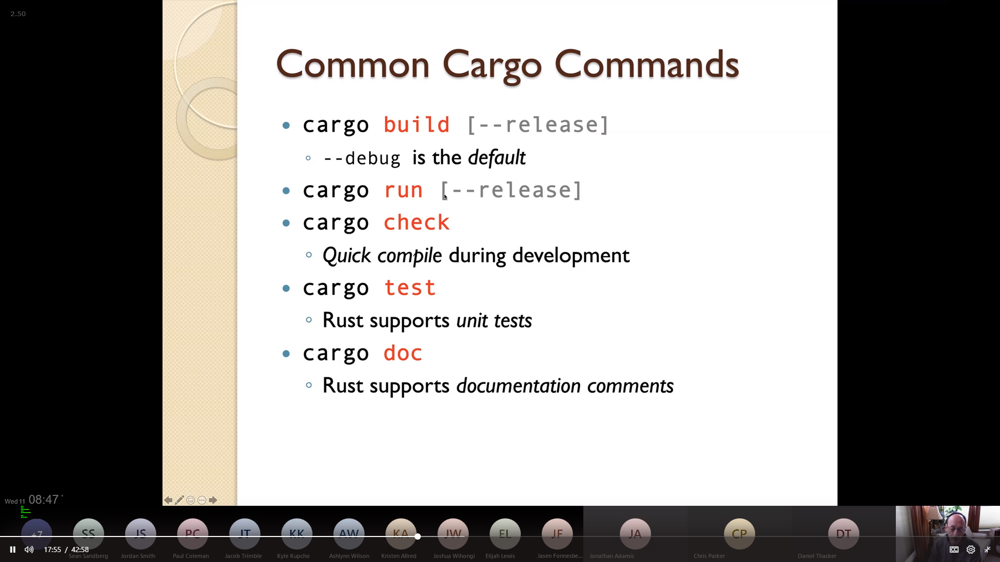 2.50
Common Cargo Commands
• cargo build [--release]
◦ --debug is the default
• cargo run [--release]
• cargo check
◦ Quick compile during development
• cargo test
◦ Rust supports unit tests
• cargo doc
◦ Rust supports documentation comments
Wed 11 08:47
+7 SS JS PC JT KK AW KA JW EL JF JA CP DT
17:55 / 42:58
CC
Sean Sandberg Jordan Smith Paul Coleman Jacob Trimble Kyle Kupcho Ashlynn Wilson Kristen Allred Joshua Wihongi Elijah Lewis Jasen Fonnesbe... Jonathan Adamic Chris Parker Daniel Thacker